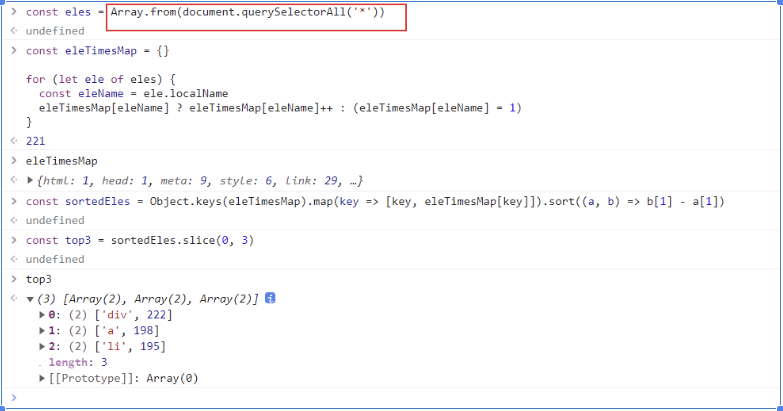 const eles = Array.from(document.querySelectorAll('*'))
undefined
const eleTimesMap = {}
for (let ele of eles) {
const eleName = ele.localName
eleTimesMap[eleName] ? eleTimesMap[eleName]++ : (eleTimesMap[eleName] = 1)
}
221
eleTimesMap
{html: 1, head: 1, meta: 9, style: 6, link: 29, …}
const sortedEles = Object.keys(eleTimesMap).map(key => [key, eleTimesMap[key]]).sort((a, b) => b[1] - a[1])
undefined
const top3 = sortedEles.slice(0, 3)
undefined
top3
(3) [Array(2), Array(2), Array(2)] i
0: (2) ['div', 222]
1: (2) ['a', 198]
2: (2) ['li', 195]
length: 3
[[Prototype]]: Array(0)